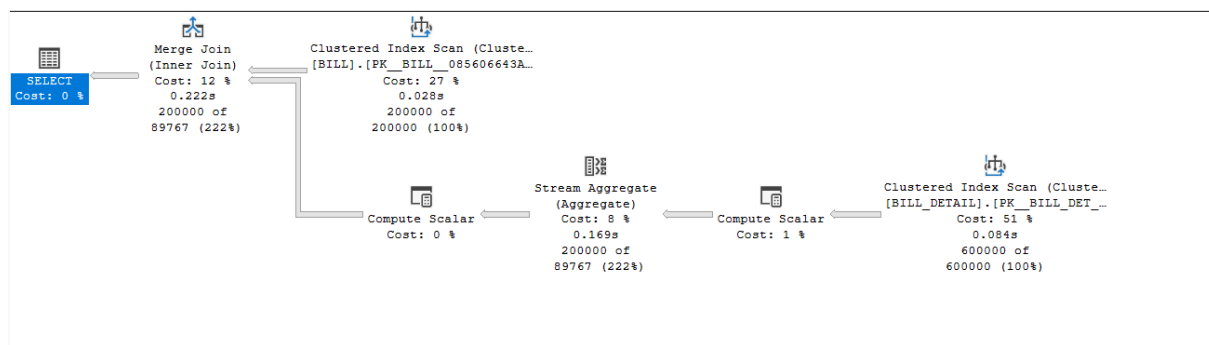 Merge Join
(Inner Join)
Cost: 12 %
0.222s
200000 of
89767 (222%)
Clustered Index Scan (Cluste…
[BILL].[PK__BILL__085606643A…
Cost: 27 %
0.028s
200000 of
200000 (100%)
SELECT
Cost: 0 %
Compute Scalar
Cost: 0 %
Stream Aggregate
(Aggregate)
Cost: 8 %
0.169s
200000 of
89767 (222%)
Compute Scalar
Cost: 1 %
Clustered Index Scan (Cluste…
[BILL_DETAIL].[PK__BILL_DET_…
Cost: 51 %
0.084s
600000 of
600000 (100%)